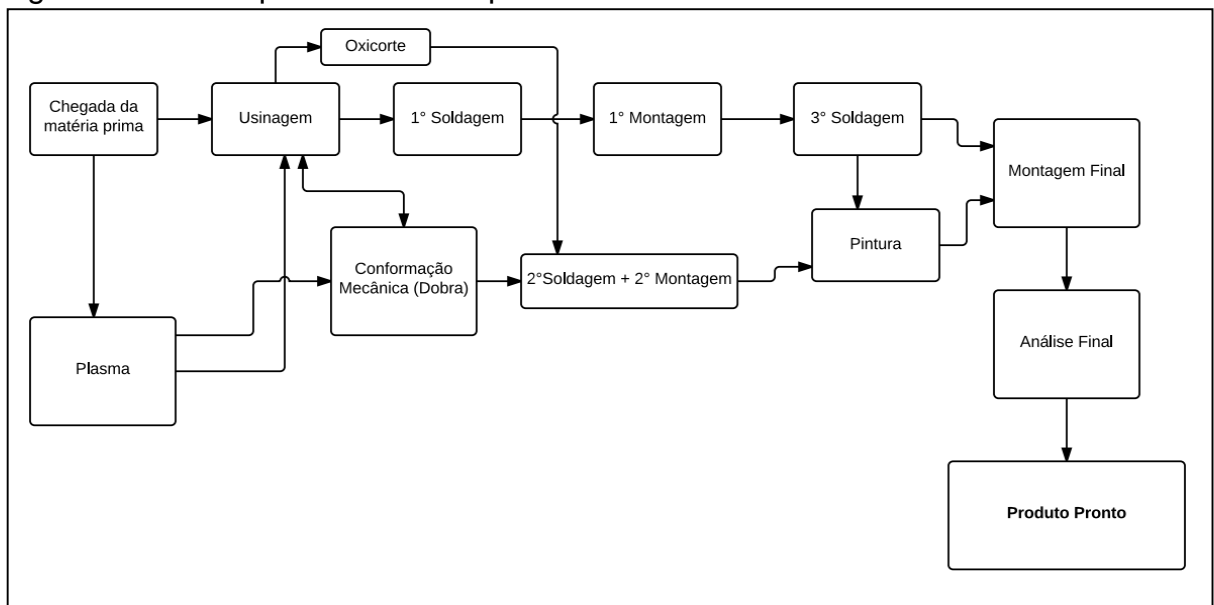 Oxicorte
Chegada da
matéria prima
Usinagem
1° Soldagem
1° Montagem
3° Soldagem
Montagem Final
Conformação
Mecânica (Dobra)
2°Soldagem + 2° Montagem
Pintura
Plasma
Análise Final
Produto Pronto